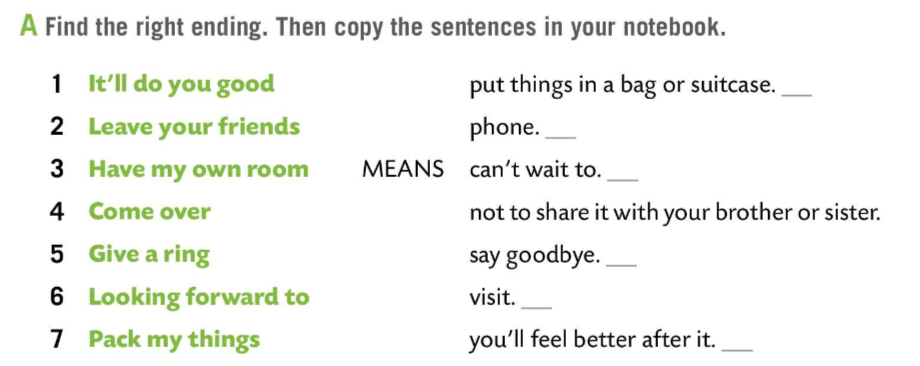 A Find the right ending. Then copy the sentences in your notebook.
1 It'll do you good put things in a bag or suitcase. ___
2 Leave your friends phone. ___
3 Have my own room MEANS can't wait to. ___
4 Come over not to share it with your brother or sister.
5 Give a ring say goodbye. ___
6 Looking forward to visit. ___
7 Pack my things you'll feel better after it. ___